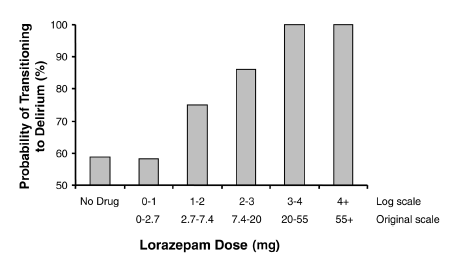 Probability of Transitioning
to Delirium (%)
100
90
80
70
60
50
No Drug 0-1 1-2 2-3 3-4 4+ Log scale
0-2.7 2.7-7.4 7.4-20 20-55 55+ Original scale
Lorazepam Dose (mg)